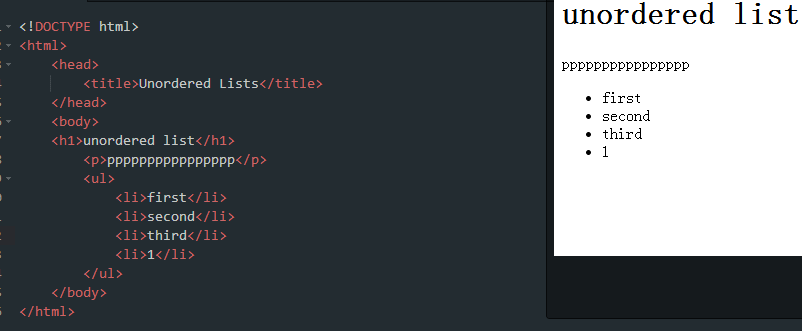 <!DOCTYPE html>
<html>
<head>
<title>Unordered Lists</title>
</head>
<body>
<h1>unordered list</h1>
<p>pppppppppppppppp</p>
<ul>
<li>first</li>
<li>second</li>
<li>third</li>
<li>1</li>
</ul>
</body>
</html>
unordered list
pppppppppppppppp
• first
• second
• third
• 1